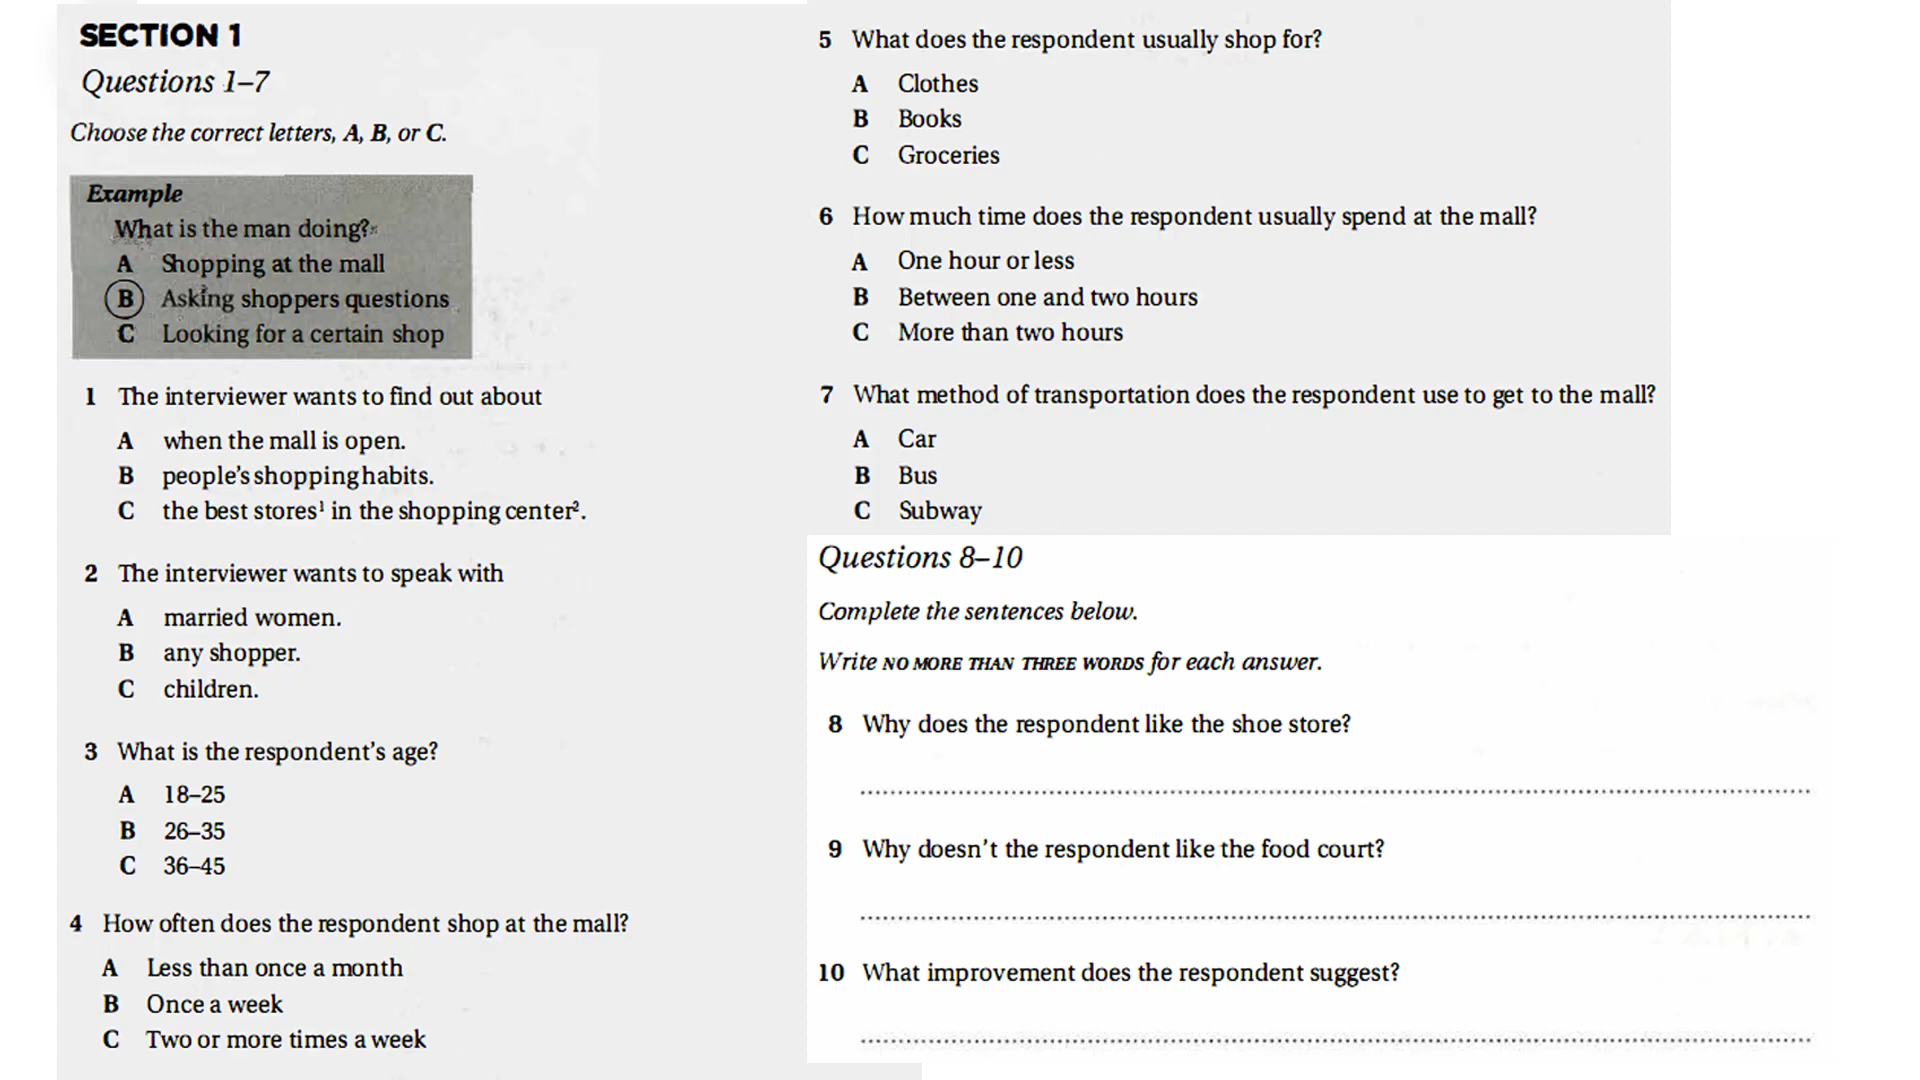 SECTION 1
Questions 1–7
Choose the correct letters, A, B, or C.
Example
What is the man doing?
A Shopping at the mall
B Asking shoppers questions
C Looking for a certain shop
1 The interviewer wants to find out about
A when the mall is open.
B people's shopping habits.
C the best stores¹ in the shopping center².
2 The interviewer wants to speak with
A married women.
B any shopper.
C children.
3 What is the respondent's age?
A 18–25
B 26–35
C 36–45
4 How often does the respondent shop at the mall?
A Less than once a month
B Once a week
C Two or more times a week
5 What does the respondent usually shop for?
A Clothes
B Books
C Groceries
6 How much time does the respondent usually spend at the mall?
A One hour or less
B Between one and two hours
C More than two hours
7 What method of transportation does the respondent use to get to the mall?
A Car
B Bus
C Subway
Questions 8–10
Complete the sentences below.
Write NO MORE THAN THREE WORDS for each answer.
8 Why does the respondent like the shoe store?
9 Why doesn't the respondent like the food court?
10 What improvement does the respondent suggest?